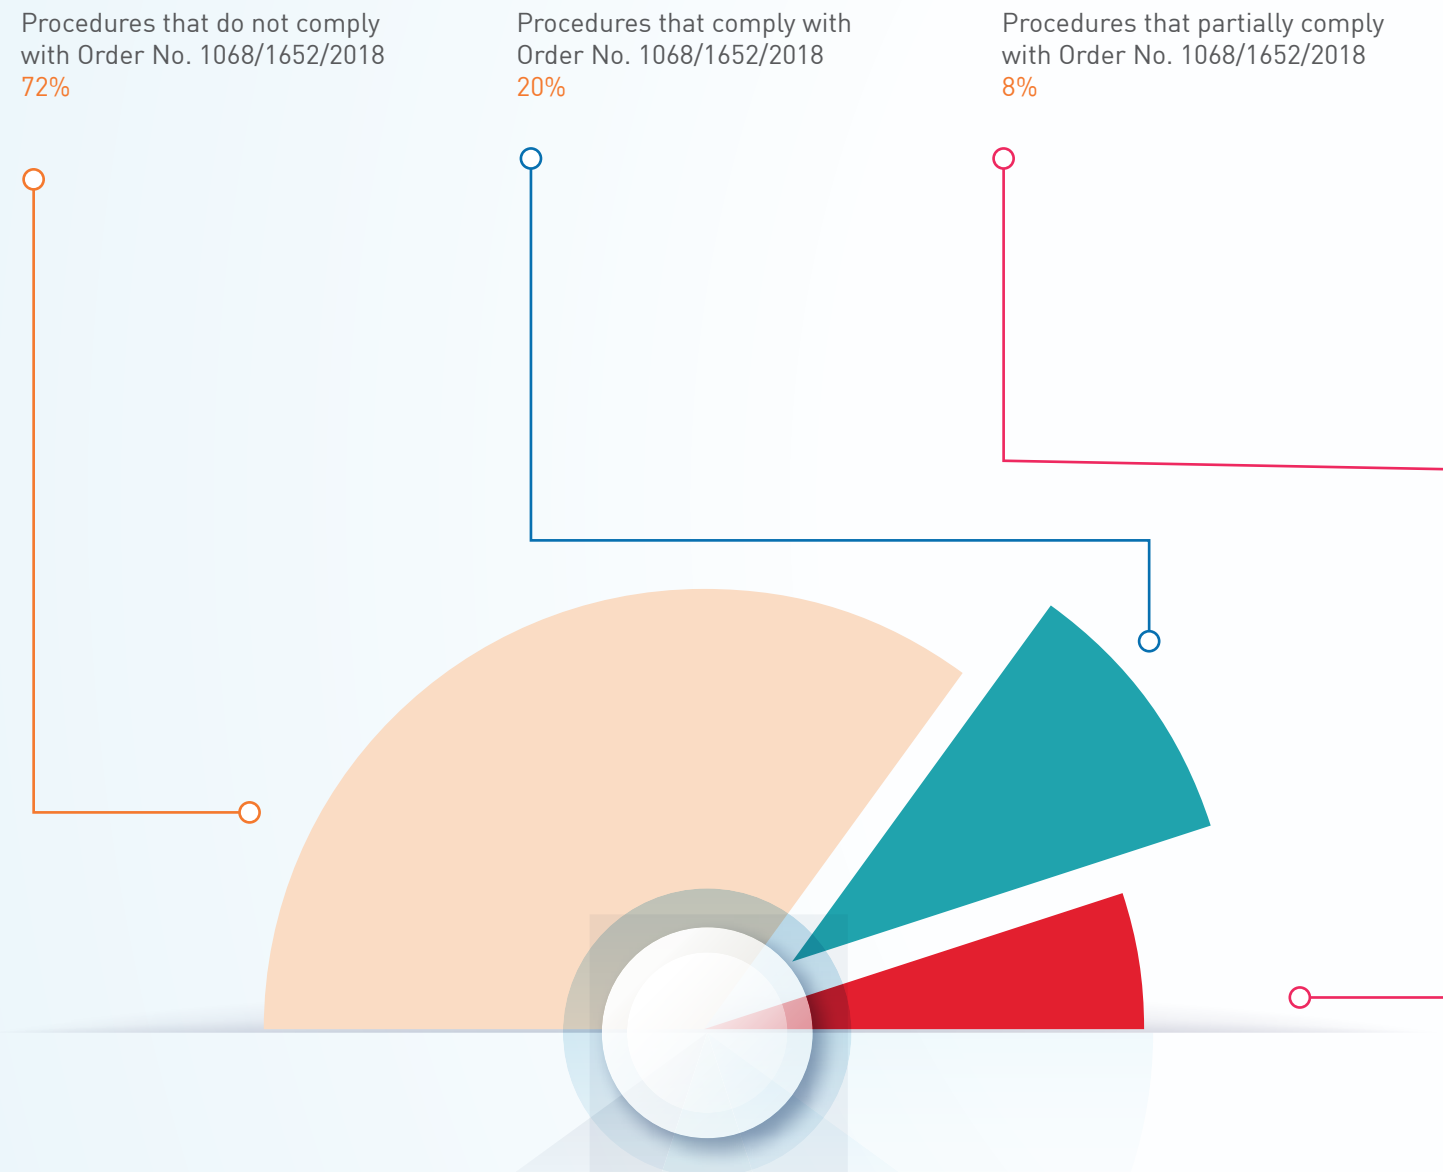 Procedures that do not comply
with Order No. 1068/1652/2018
72%
Procedures that comply with
Order No. 1068/1652/2018
20%
Procedures that partially comply
with Order No. 1068/1652/2018
8%